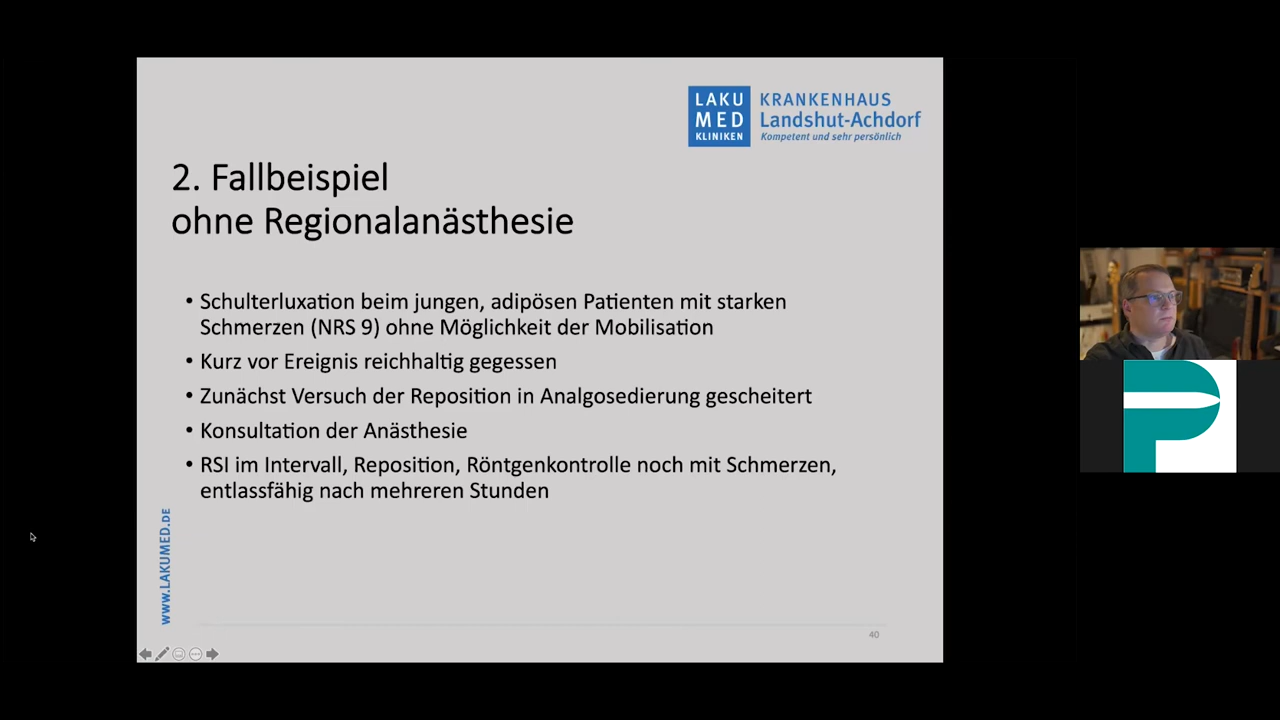 LAKU
MED
KLINIKEN
KRANKENHAUS
Landshut-Achdorf
Kompetent und sehr persönlich
2. Fallbeispiel
ohne Regionalanästhesie
• Schulterluxation beim jungen, adipösen Patienten mit starken
Schmerzen (NRS 9) ohne Möglichkeit der Mobilisation
• Kurz vor Ereignis reichhaltig gegessen
• Zunächst Versuch der Reposition in Analgosedierung gescheitert
• Konsultation der Anästhesie
• RSI im Intervall, Reposition, Röntgenkontrolle noch mit Schmerzen,
entlassfähig nach mehreren Stunden
WWW.LAKUMED.DE
40
P